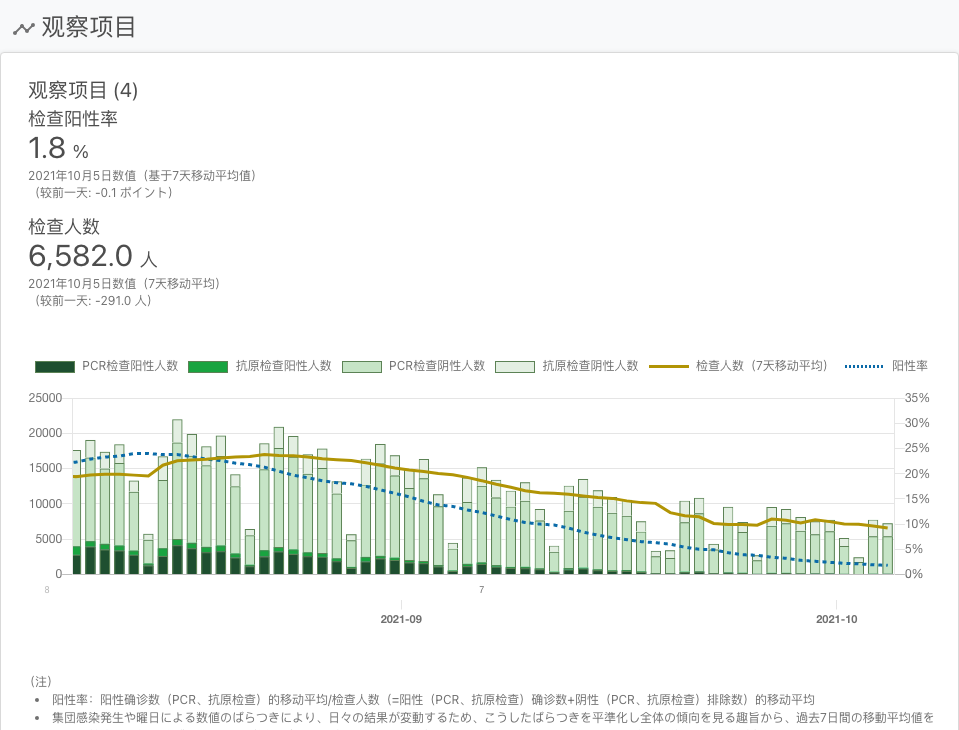 观察项目
观察项目 (4)
检查阳性率
1.8 %
2021年10月5日数值（基于7天移动平均值）
（较前一天: -0.1 ポイント）
检查人数
6,582.0 人
2021年10月5日数值（7天移动平均）
（较前一天: -291.0 人）
PCR检查阳性人数 抗原检查阳性人数 PCR检查阴性人数 抗原检查阴性人数 检查人数（7天移动平均） 阳性率
25000 35%
30%
20000
25%
15000 20%
15%
10000
10%
5000
5%
0 0%
8 7
2021-09 2021-10
（注）
• 阳性率：阳性确诊数（PCR、抗原检查）的移动平均/检查人数（=阳性（PCR、抗原检查）确诊数+阴性（PCR、抗原检查）排除数）的移动平均
• 集団感染発生や曜日による数値のばらつきにより、日々の結果が変動するため、こうしたばらつきを平準化し全体の傾向を見る趣旨から、過去7日間の移動平均値を